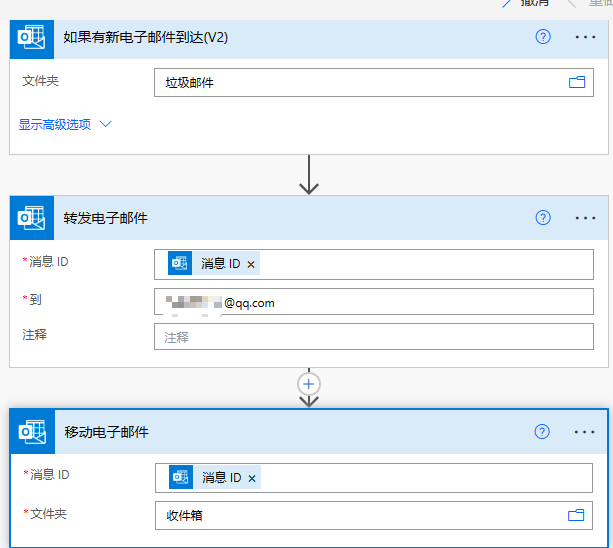 撤消
如果有新电子邮件到达(V2)
文件夹
垃圾邮件
显示高级选项
转发电子邮件
*消息 ID
消息 ID ×
*到
@qq.com
注释
注释
移动电子邮件
*消息 ID
消息 ID ×
*文件夹
收件箱